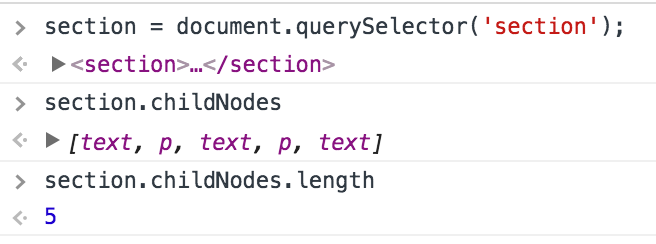 > section = document.querySelector('section');
<· ▶<section>…</section>
> section.childNodes
<· ▶[text, p, text, p, text]
> section.childNodes.length
<· 5